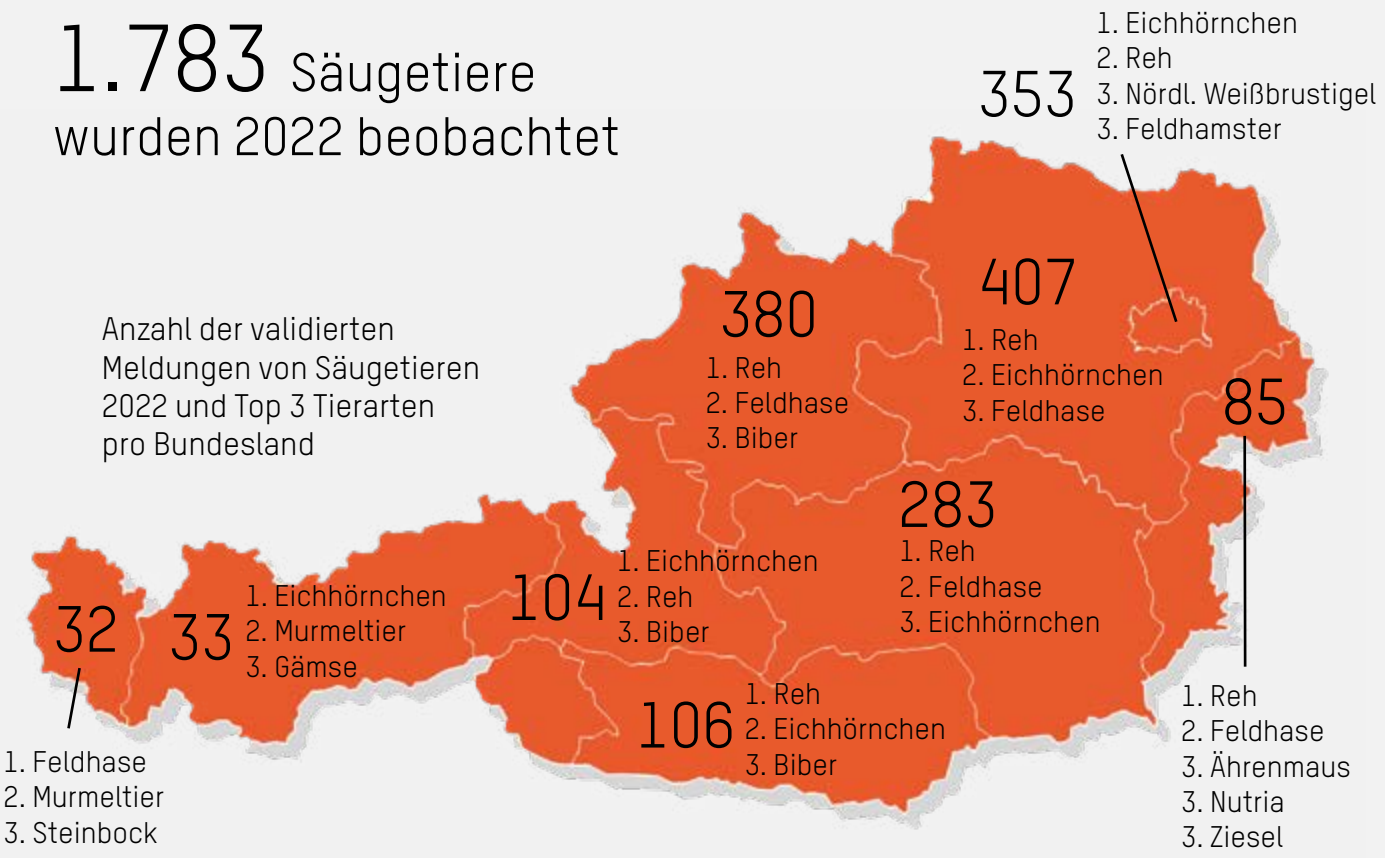 1.783 Säugetiere
wurden 2022 beobachtet
353
1. Eichhörnchen
2. Reh
3. Nördl. Weißbrustigel
3. Feldhamster
Anzahl der validierten
Meldungen von Säugetieren
2022 und Top 3 Tierarten
pro Bundesland
380
1. Reh
2. Feldhase
3. Biber
407
1. Reh
2. Eichhörnchen
3. Feldhase
85
1. Reh
2. Feldhase
3. Ährenmaus
3. Nutria
3. Ziesel
283
1. Reh
2. Feldhase
3. Eichhörnchen
104
1. Eichhörnchen
2. Reh
3. Biber
33
1. Eichhörnchen
2. Murmeltier
3. Gämse
32
1. Feldhase
2. Murmeltier
3. Steinbock
106
1. Reh
2. Eichhörnchen
3. Biber